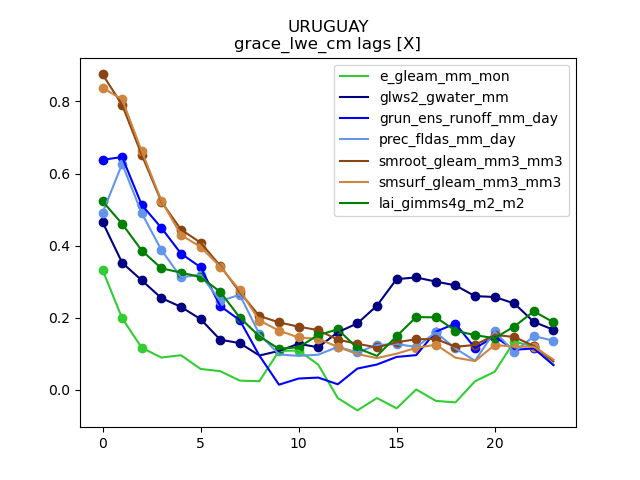 URUGUAY
grace_lwe_cm lags [X]
e_gleam_mm_mon
glws2_gwater_mm
grun_ens_runoff_mm_day
prec_fldas_mm_day
smroot_gleam_mm3_mm3
smsurf_gleam_mm3_mm3
lai_gimms4g_m2_m2
0.8
0.6
0.4
0.2
0.0
0 5 10 15 20